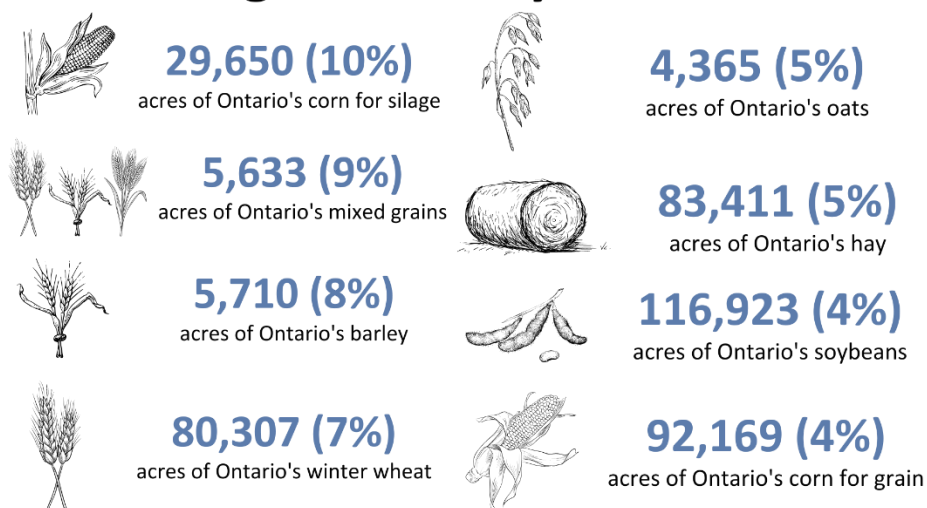 29,650 (10%)
acres of Ontario's corn for silage
5,633 (9%)
acres of Ontario's mixed grains
5,710 (8%)
acres of Ontario's barley
80,307 (7%)
acres of Ontario's winter wheat
4,365 (5%)
acres of Ontario's oats
83,411 (5%)
acres of Ontario's hay
116,923 (4%)
acres of Ontario's soybeans
92,169 (4%)
acres of Ontario's corn for grain